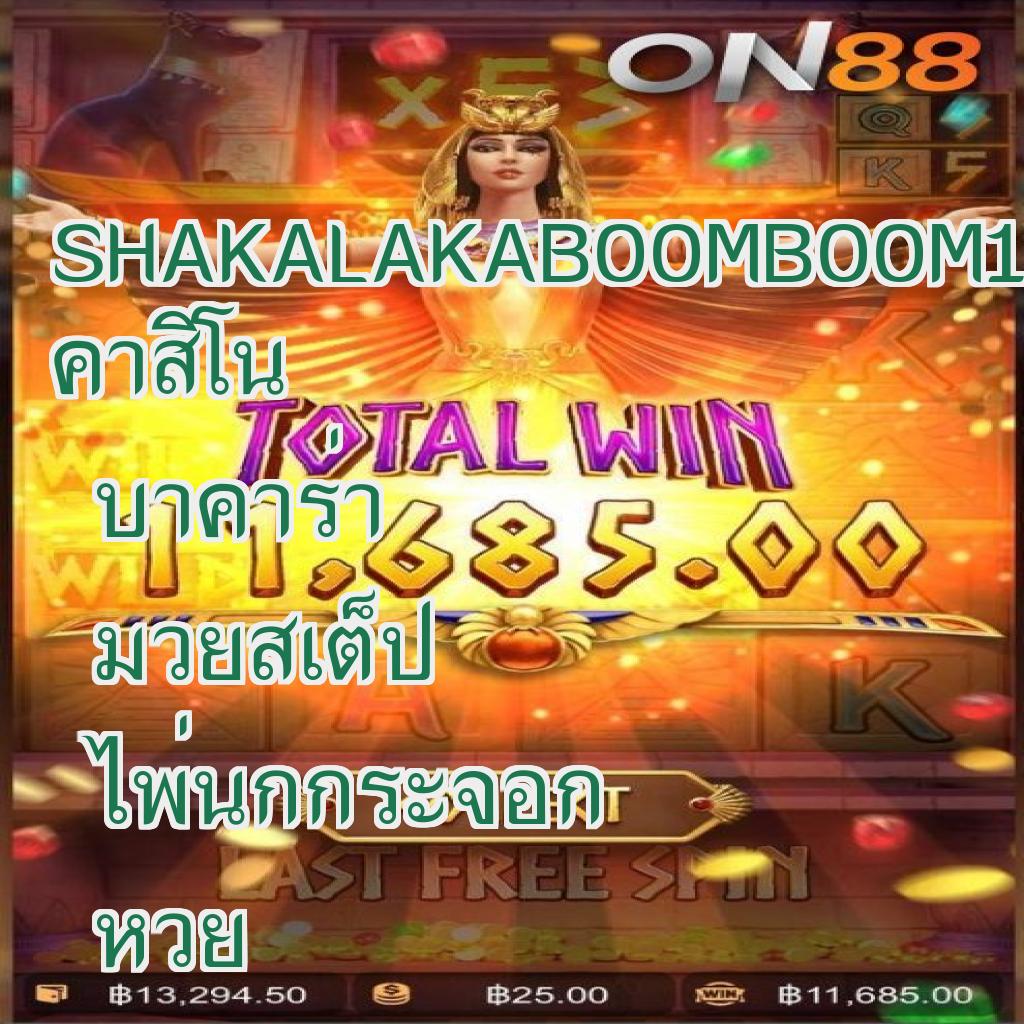 ON88
x53
Q
K
SHAKALAKABOOMBOOM1
คาสิโน
TOTAL WIN
บาคาร่า
11,685.00
มวยสเต็ป
A K
ไพ่นกกระจอก
LAST FREE SPIN
หวย
฿13,294.50 ฿25.00 WIN ฿11,685.00